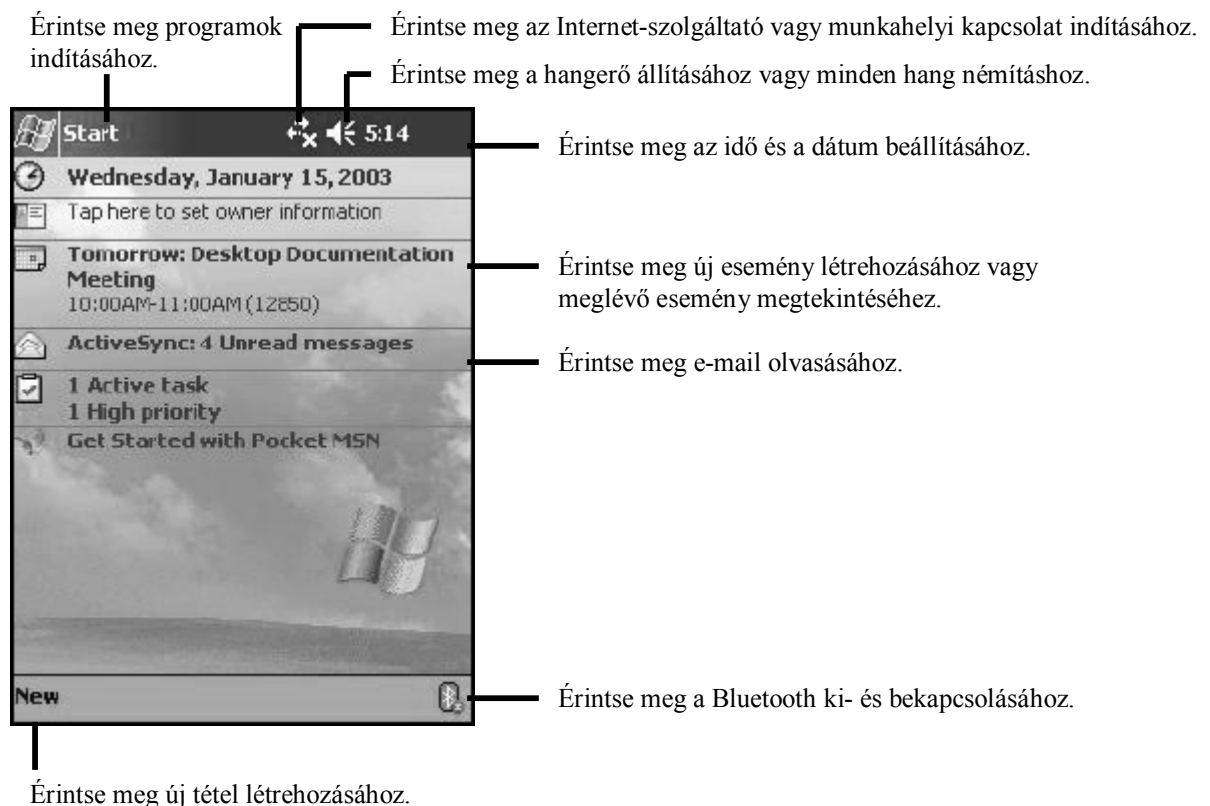 Érintse meg programok
indításához.
Érintse meg az Internet-szolgáltató vagy munkahelyi kapcsolat indításához.
Érintse meg a hangerő állításához vagy minden hang némításhoz.
Start 5:14
Érintse meg az idő és a dátum beállításához.
Wednesday, January 15, 2003
Tap here to set owner information
Tomorrow: Desktop Documentation
Meeting
10:00AM-11:00AM (12850)
Érintse meg új esemény létrehozásához vagy
meglévő esemény megtekintéséhez.
ActiveSync: 4 Unread messages
Érintse meg e-mail olvasásához.
1 Active task
1 High priority
Get Started with Pocket MSN
New
Érintse meg a Bluetooth ki- és bekapcsolásához.
Érintse meg új tétel létrehozásához.